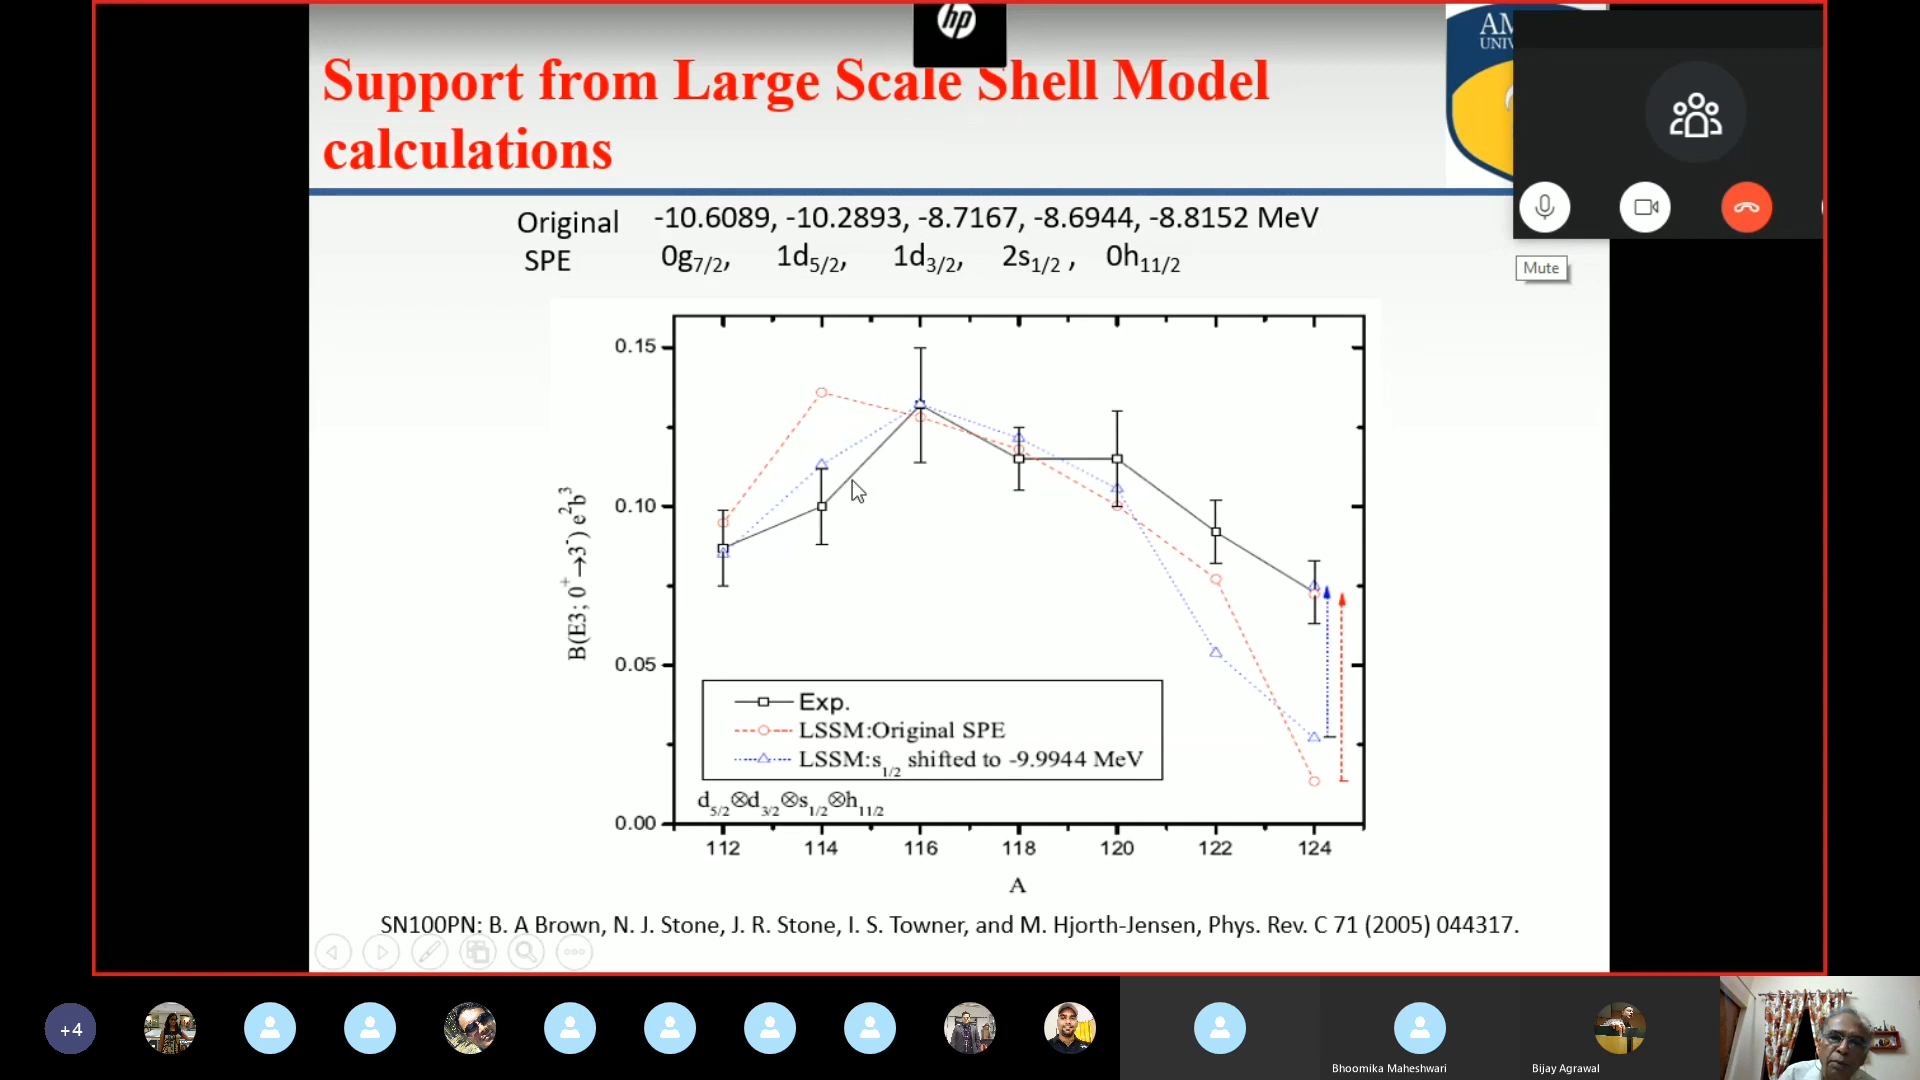 hp
AM
UNIV
Support from Large Scale Shell Model
calculations
Original -10.6089, -10.2893, -8.7167, -8.6944, -8.8152 MeV
SPE 0g7/2, 1d5/2, 1d3/2, 2s1/2 , 0h11/2
Mute
0.15
0.10
0.05
0.00
B(E3; 0⁺→3⁻) e²b³
Exp.
LSSM:Original SPE
LSSM:s1/2 shifted to -9.9944 MeV
d5/2⊗d3/2⊗s1/2⊗h11/2
112 114 116 118 120 122 124
A
SN100PN: B. A Brown, N. J. Stone, J. R. Stone, I. S. Towner, and M. Hjorth-Jensen, Phys. Rev. C 71 (2005) 044317.
+4
Bhoomika Maheshwari
Bijay Agrawal